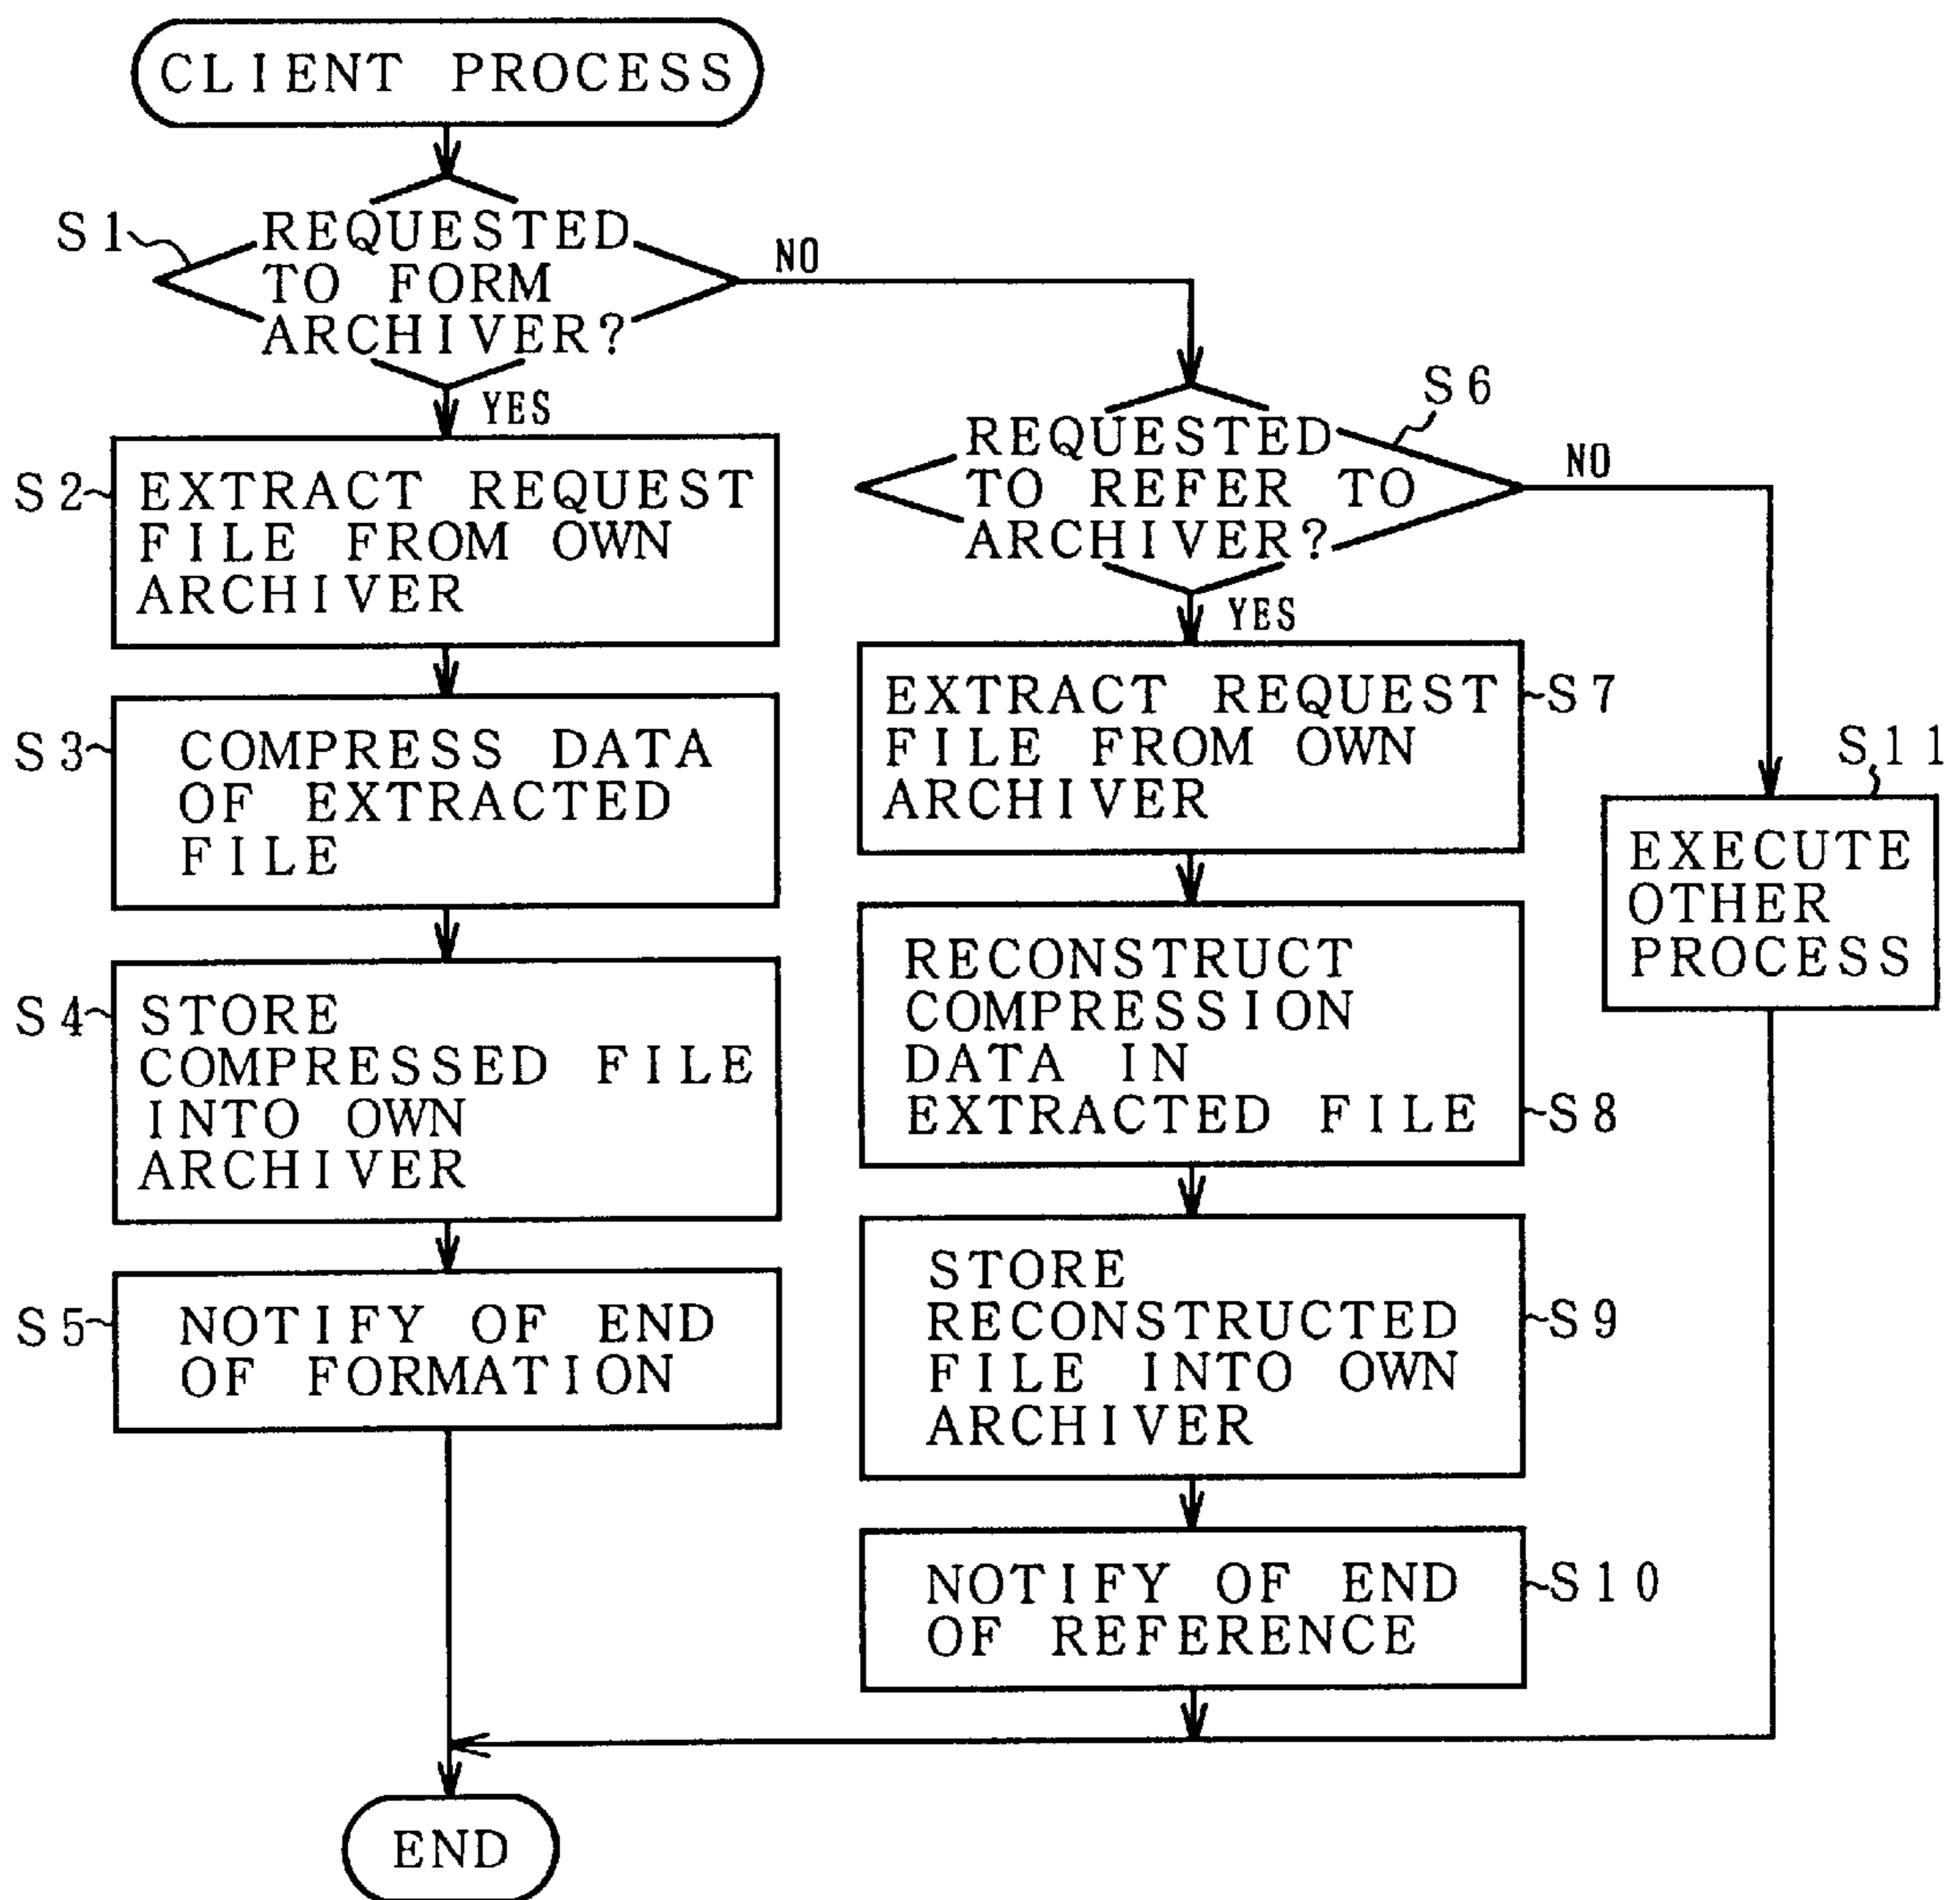 CLIENT PROCESS
S1
REQUESTED
TO FORM
ARCHIVER?
NO
YES
S2
EXTRACT REQUEST
FILE FROM OWN
ARCHIVER
S3
COMPRESS DATA
OF EXTRACTED
FILE
S4
STORE
COMPRESSED FILE
INTO OWN
ARCHIVER
S5
NOTIFY OF END
OF FORMATION
S6
REQUESTED
TO REFER TO
ARCHIVER?
NO
YES
S7
EXTRACT REQUEST
FILE FROM OWN
ARCHIVER
RECONSTRUCT
COMPRESSION
DATA IN
EXTRACTED FILE
S8
STORE
RECONSTRUCTED
FILE INTO OWN
ARCHIVER
S9
NOTIFY OF END
OF REFERENCE
S10
S11
EXECUTE
OTHER
PROCESS
END